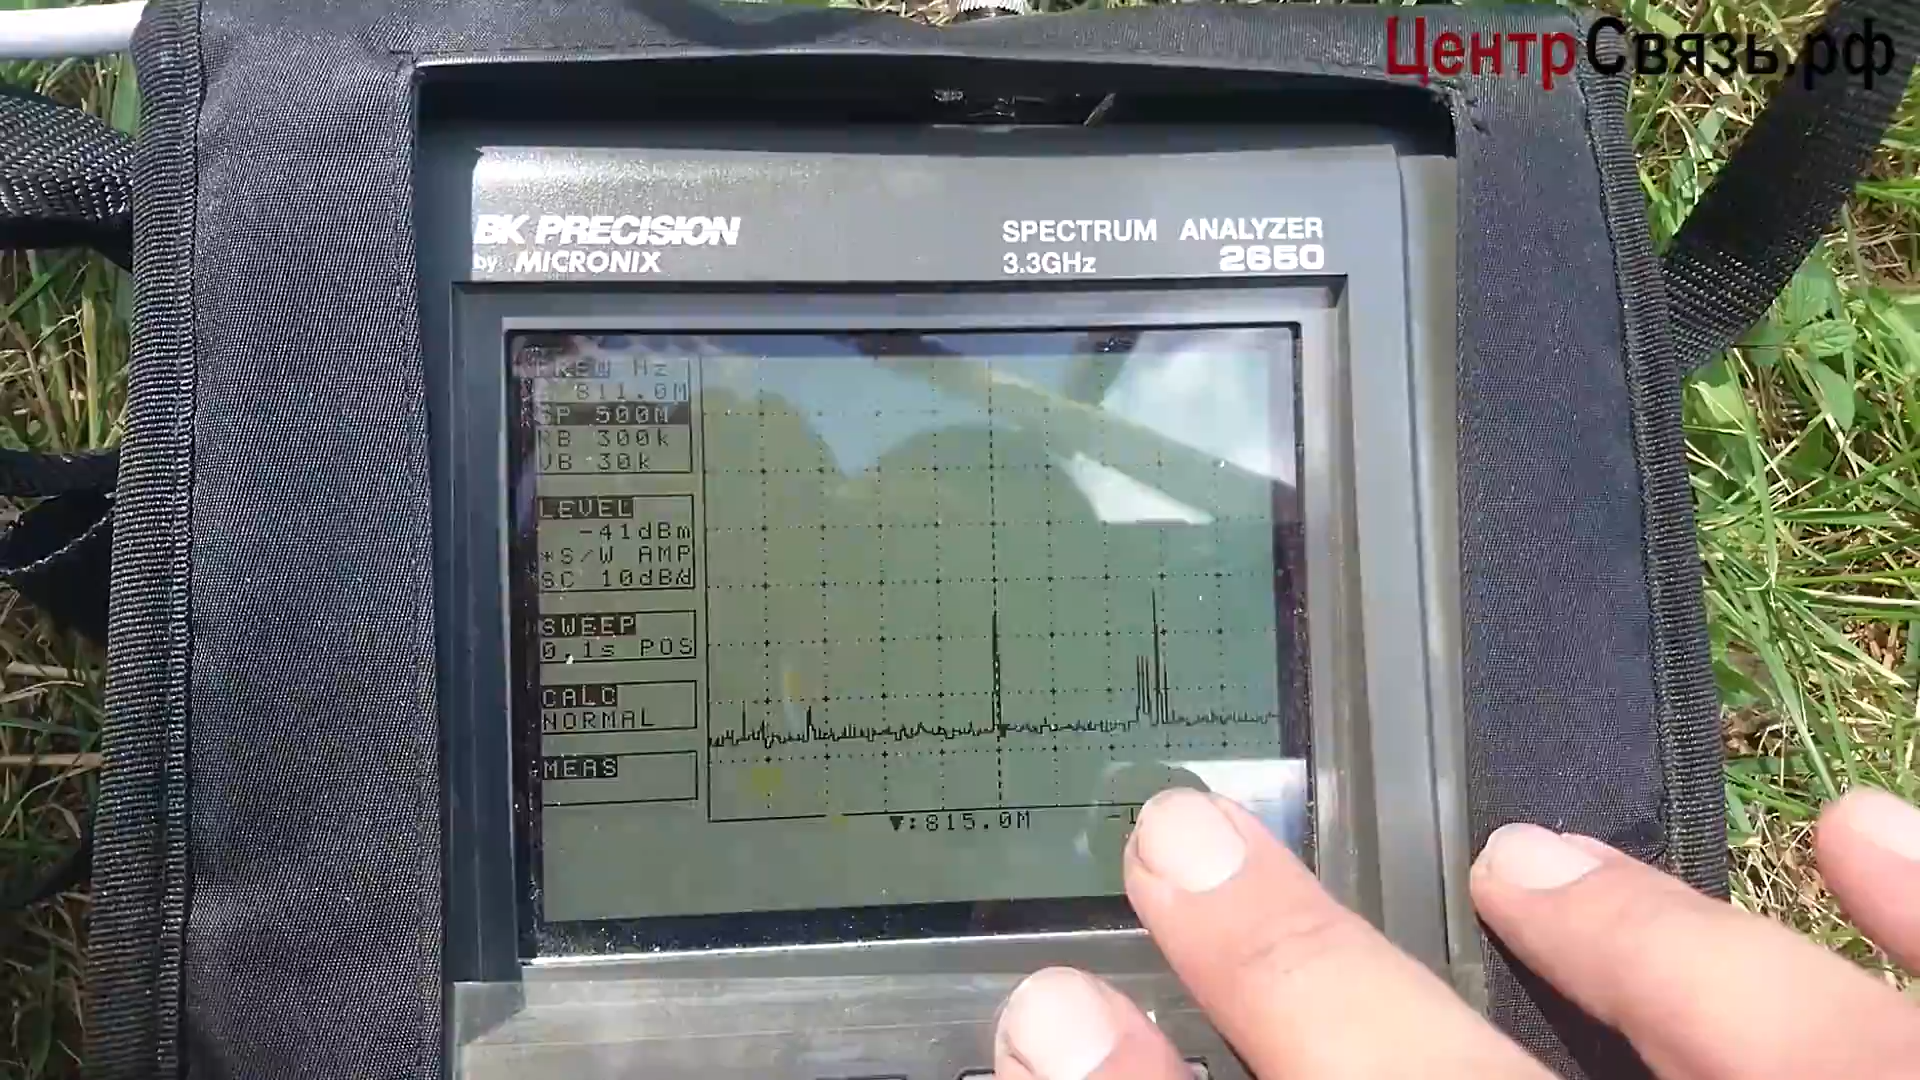 ЦентрСвязь.рф
BK PRECISION
by MICRONIX
SPECTRUM ANALYZER
3.3GHz 2650
Hz
811.0M
SP 500M
RB 300k
VB 30k
LEVEL
-41dBm
*S/W AMP
SC 10dB/d
SWEEP
0.1s POS
CALC
NORMAL
MEAS
▼:815.0M